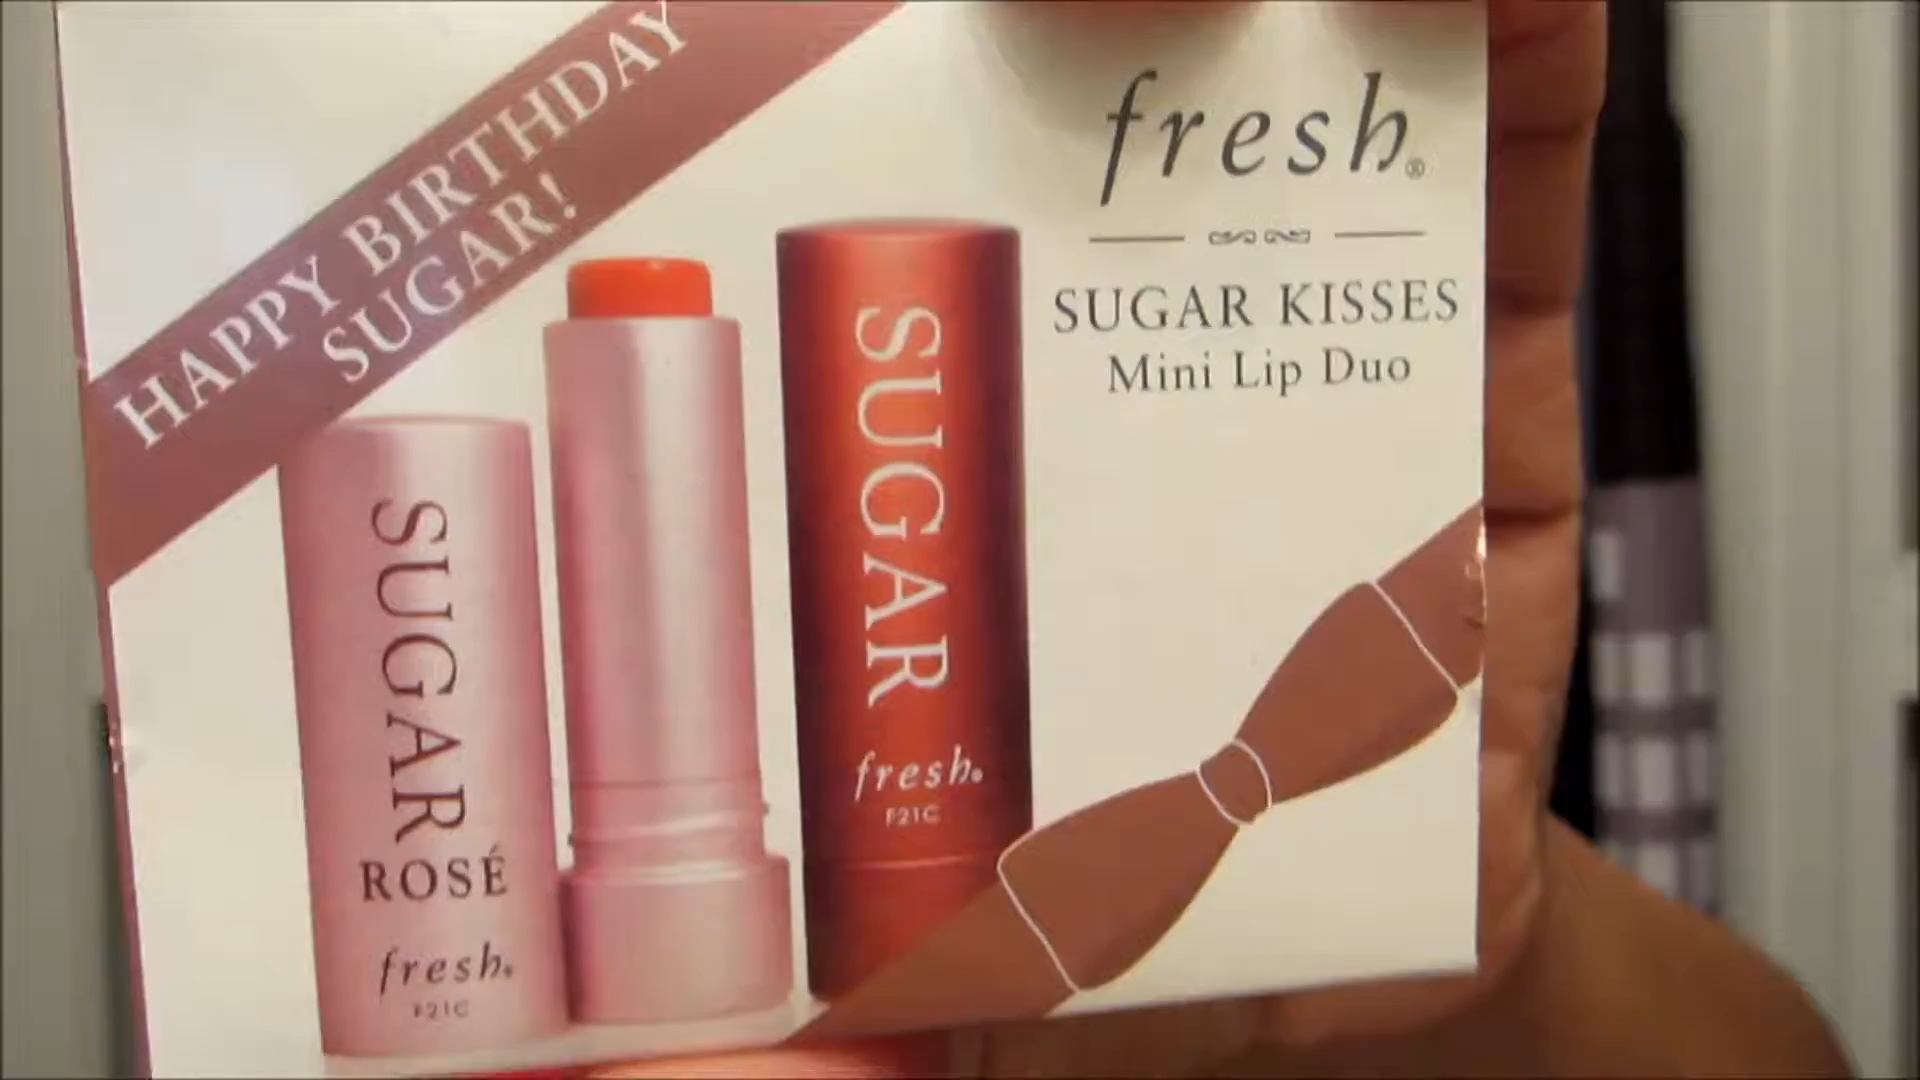 HAPPY BIRTHDAY
SUGAR!
fresh®
SUGAR KISSES
Mini Lip Duo
SUGAR
ROSÉ
fresh®
F21C
SUGAR
fresh®
F21C